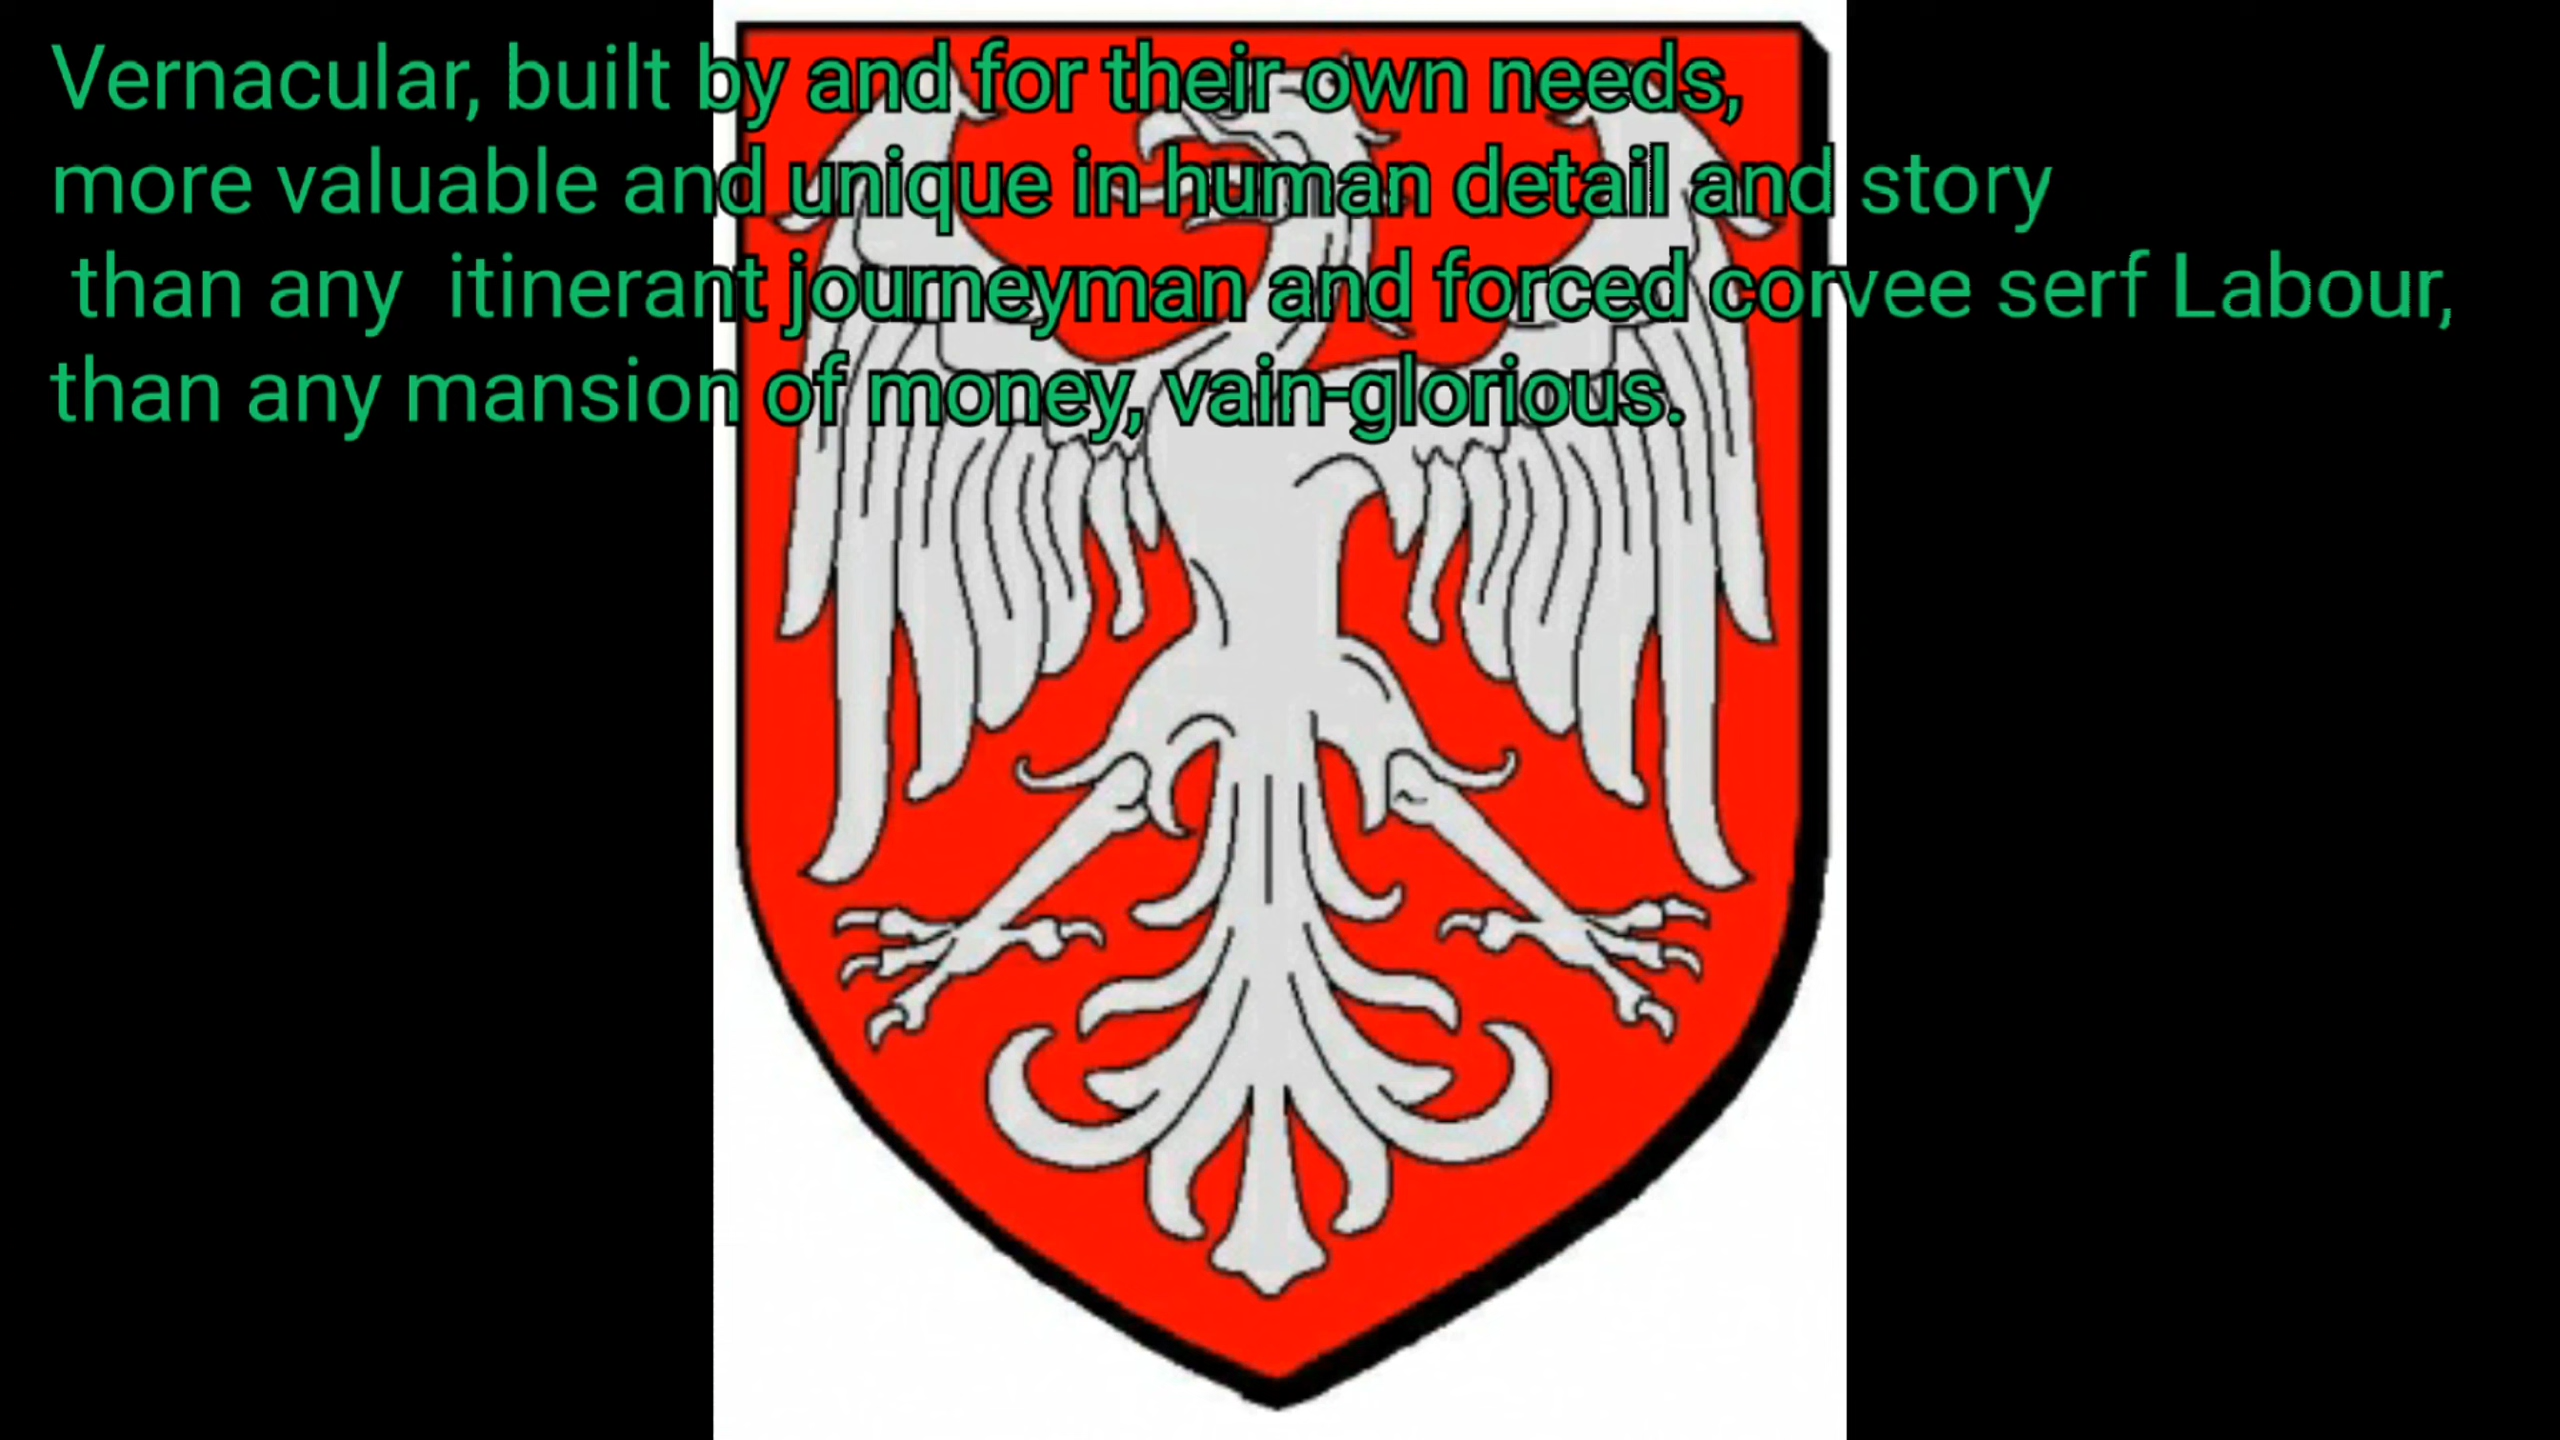 Vernacular, built by and for their own needs,
more valuable and unique in human detail and story
than any itinerant journeyman and forced corvee serf Labour,
than any mansion of money, vain-glorious.